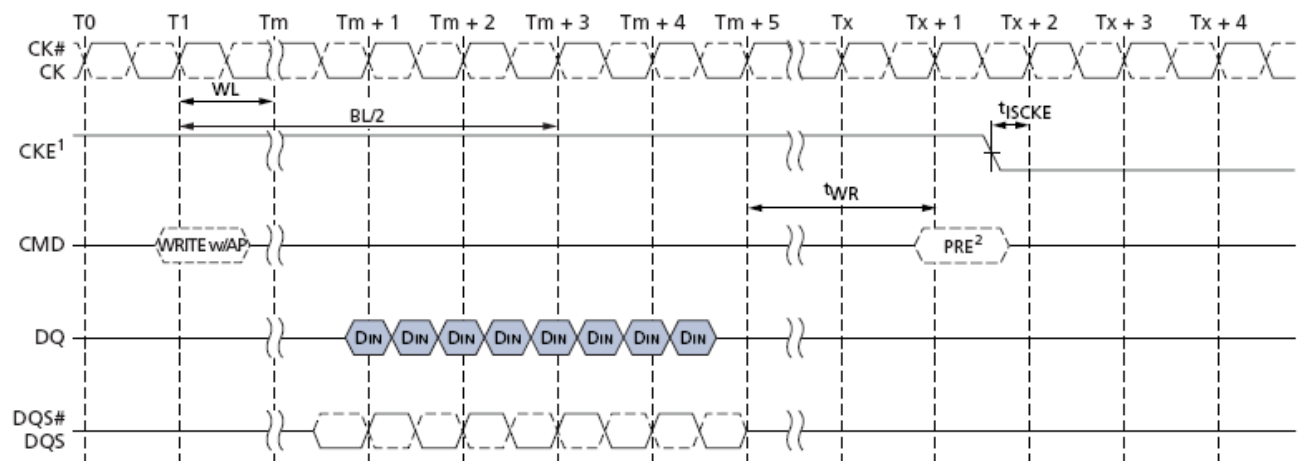 T0 T1 Tm Tm + 1 Tm + 2 Tm + 3 Tm + 4 Tm + 5 Tx Tx + 1 Tx + 2 Tx + 3 Tx + 4
CK#
CK
WL
BL/2
tISCKE
CKE1
tWR
CMD WRITE w/AP PRE2
DQ DIN DIN DIN DIN DIN DIN DIN DIN
DQS#
DQS